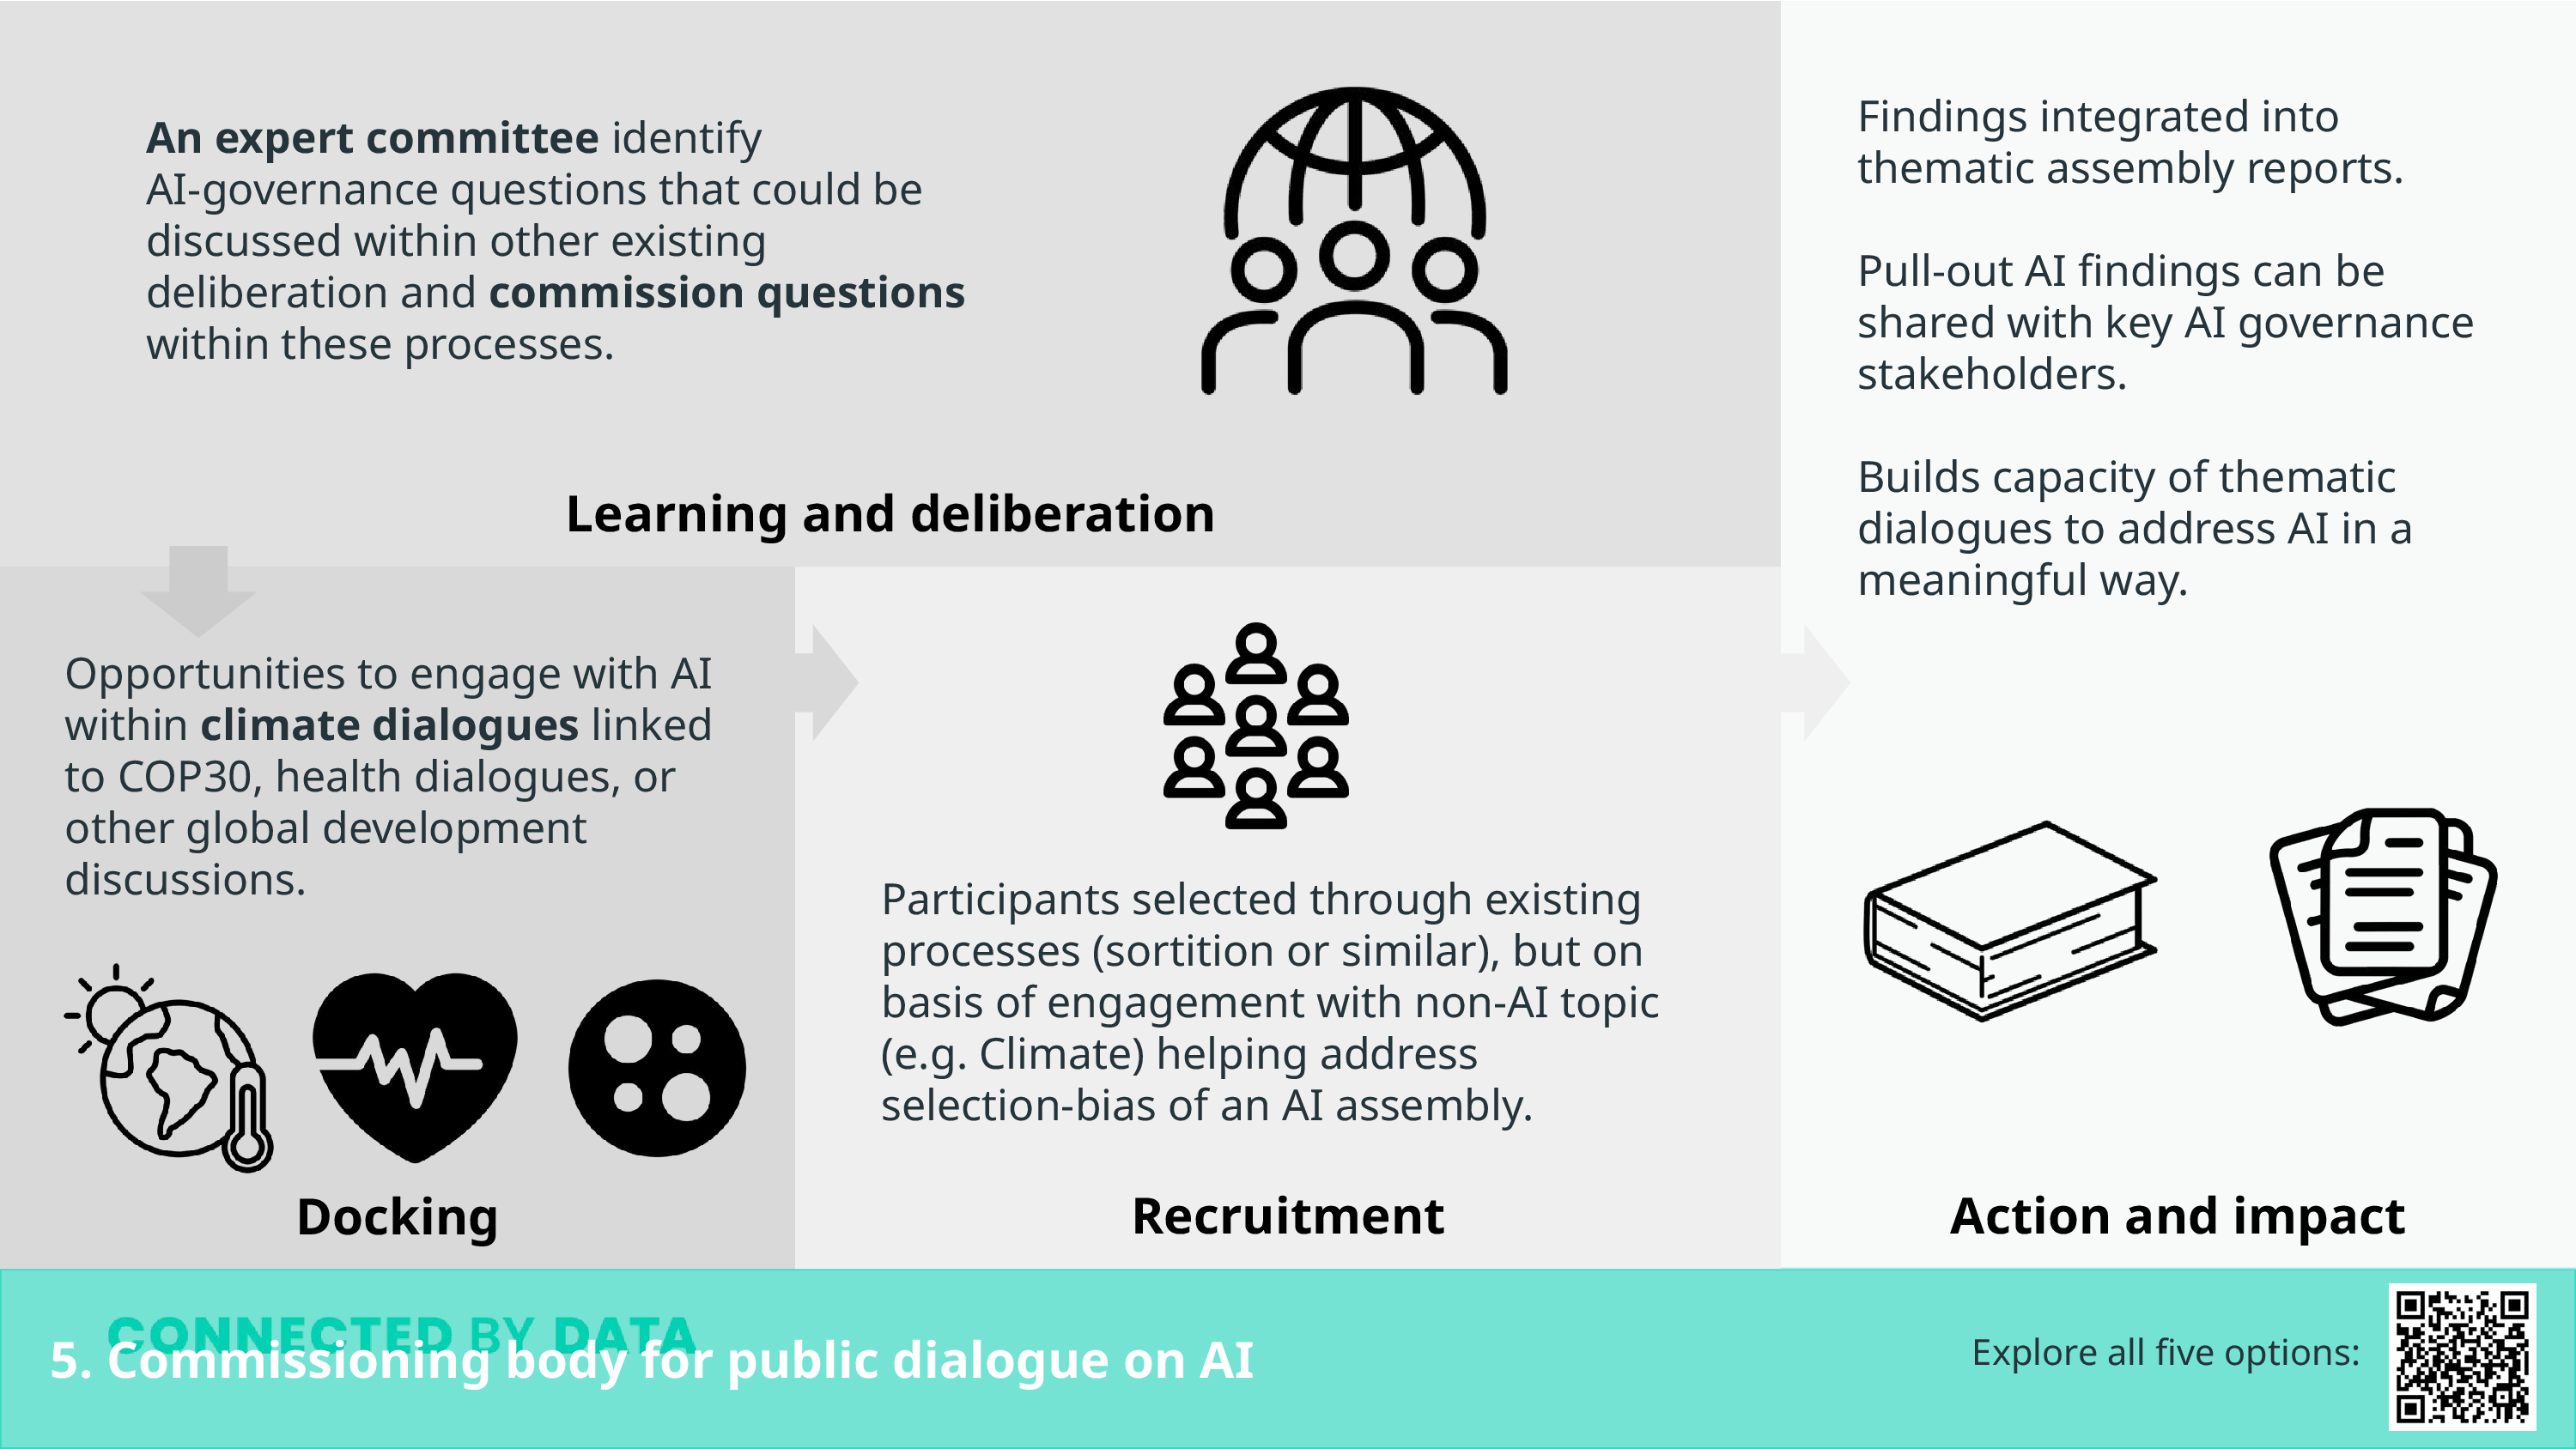 An expert committee identify
AI-governance questions that could be
discussed within other existing
deliberation and commission questions
within these processes.
Learning and deliberation
Opportunities to engage with AI
within climate dialogues linked
to COP30, health dialogues, or
other global development
discussions.
Docking
Participants selected through existing
processes (sortition or similar), but on
basis of engagement with non-AI topic
(e.g. Climate) helping address
selection-bias of an AI assembly.
Recruitment
Findings integrated into
thematic assembly reports.
Pull-out AI findings can be
shared with key AI governance
stakeholders.
Builds capacity of thematic
dialogues to address AI in a
meaningful way.
Action and impact
CONNECTED BY DATA
5. Commissioning body for public dialogue on AI
Explore all five options: